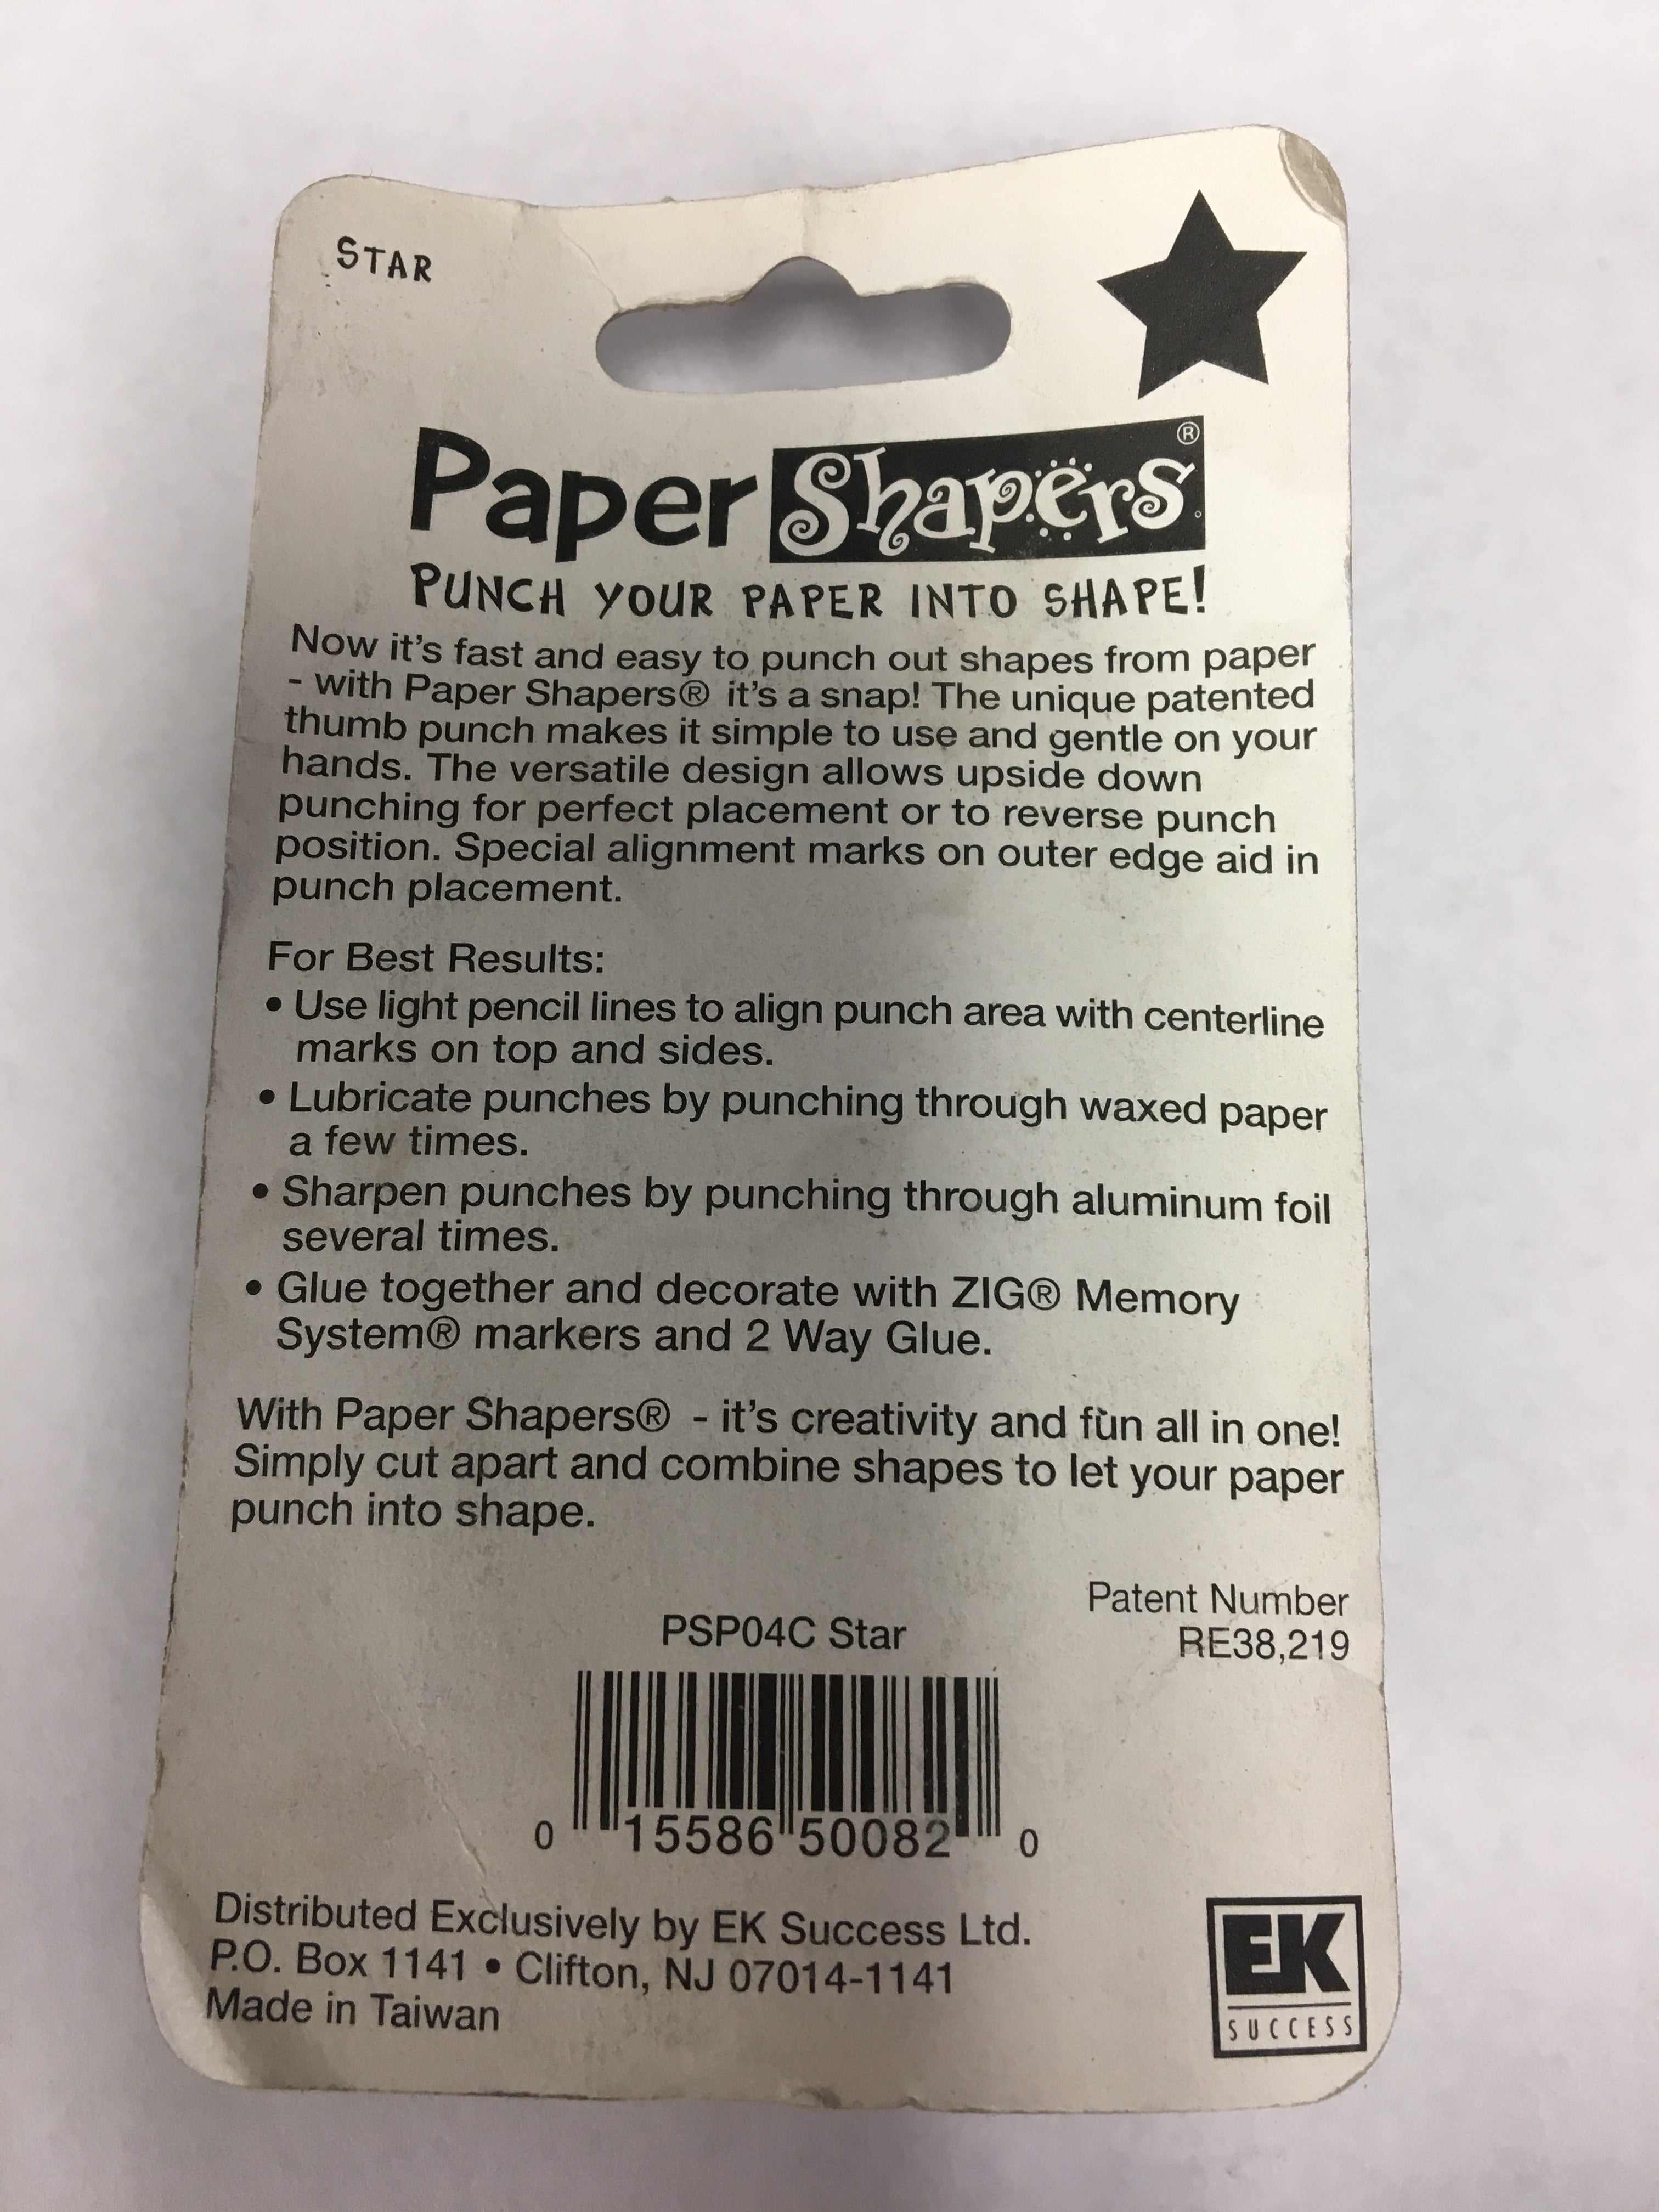 STAR
Paper Shapers®
PUNCH YOUR PAPER INTO SHAPE!
Now it's fast and easy to punch out shapes from paper
- with Paper Shapers® it's a snap! The unique patented
thumb punch makes it simple to use and gentle on your
hands. The versatile design allows upside down
punching for perfect placement or to reverse punch
position. Special alignment marks on outer edge aid in
punch placement.
For Best Results:
• Use light pencil lines to align punch area with centerline
marks on top and sides.
• Lubricate punches by punching through waxed paper
a few times.
• Sharpen punches by punching through aluminum foil
several times.
• Glue together and decorate with ZIG® Memory
System® markers and 2 Way Glue.
With Paper Shapers® - it's creativity and fun all in one!
Simply cut apart and combine shapes to let your paper
punch into shape.
Patent Number
RE38,219
PSP04C Star
0 15586 50082 0
Distributed Exclusively by EK Success Ltd.
P.O. Box 1141 • Clifton, NJ 07014-1141
Made in Taiwan
EK
SUCCESS